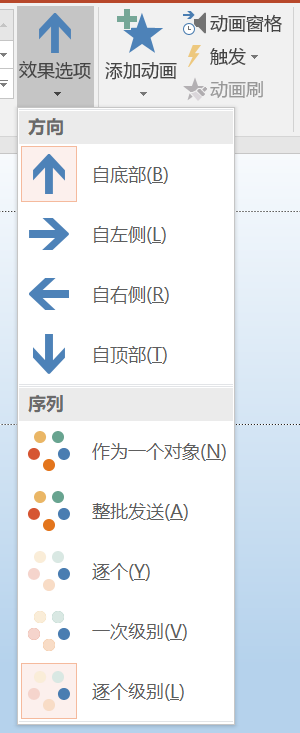 效果选项
添加动画
动画窗格
触发
动画刷
方向
自底部(B)
自左侧(L)
自右侧(R)
自顶部(T)
序列
作为一个对象(N)
整批发送(A)
逐个(Y)
一次级别(V)
逐个级别(L)